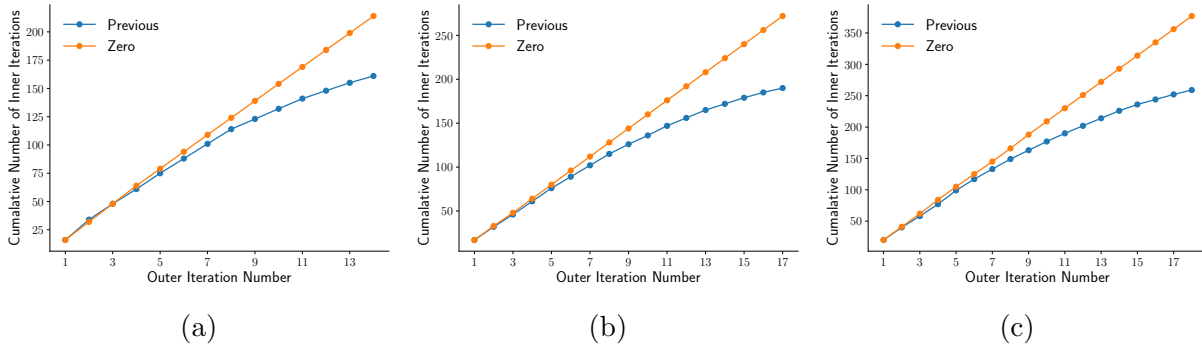 Cumalative Number of Inner Iterations
200
175
150
125
100
75
50
25
Previous
Zero
1 3 5 7 9 11 13
Outer Iteration Number
(a)
Cumalative Number of Inner Iterations
250
200
150
100
50
Previous
Zero
1 3 5 7 9 11 13 15 17
Outer Iteration Number
(b)
Cumalative Number of Inner Iterations
350
300
250
200
150
100
50
Previous
Zero
1 3 5 7 9 11 13 15 17
Outer Iteration Number
(c)